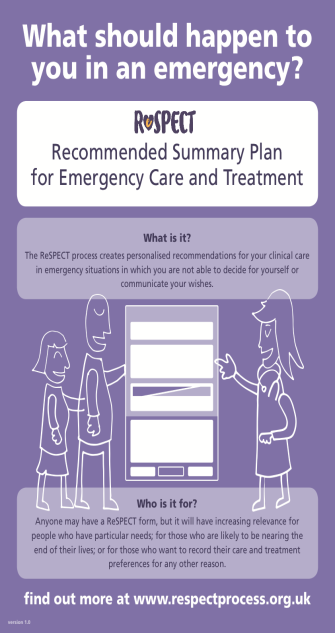 What should happen to
you in an emergency?
ReSPECT
Recommended Summary Plan
for Emergency Care and Treatment
What is it?
The ReSPECT process creates personalised recommendations for your clinical care
in emergency situations in which you are not able to decide for yourself or
communicate your wishes.
Who is it for?
Anyone may have a ReSPECT form, but it will have increasing relevance for
people who have particular needs; for those who are likely to be nearing the
end of their lives; or for those who want to record their care and treatment
preferences for any other reason.
find out more at www.respectprocess.org.uk
version 1.0